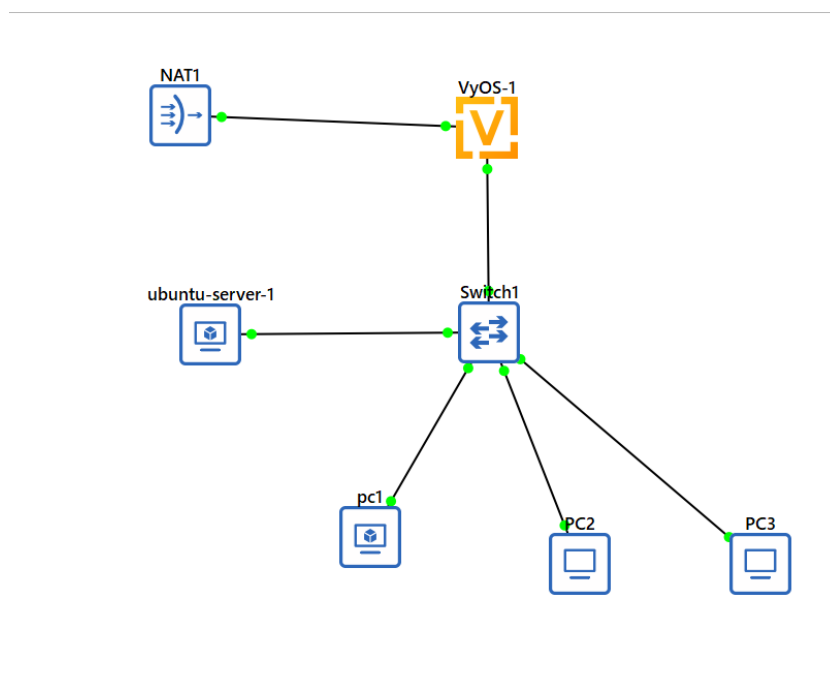 NAT1
VyOS-1
ubuntu-server-1
Switch1
pc1
PC2
PC3